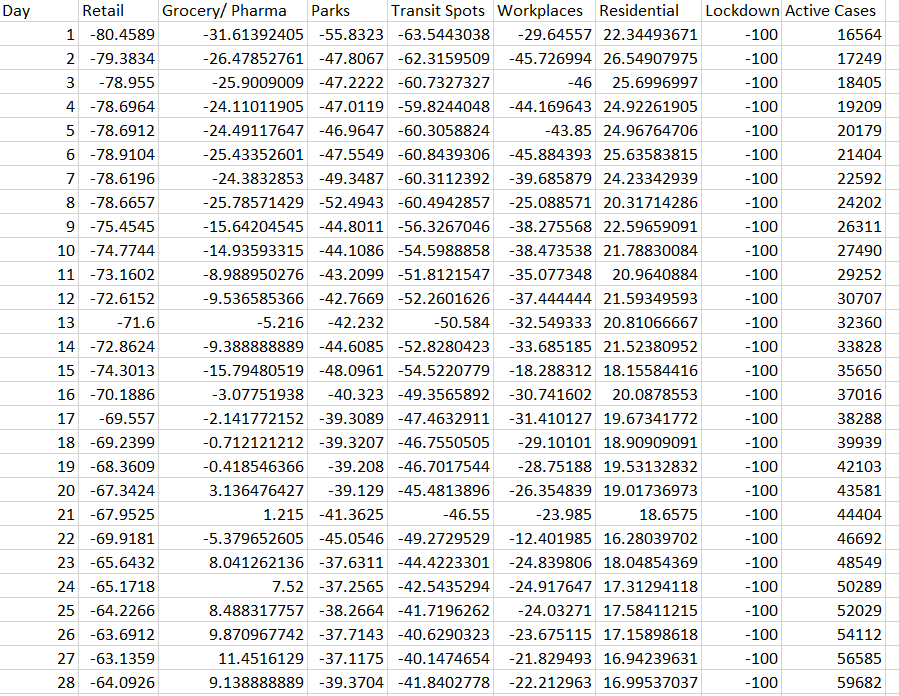 Day Retail Grocery/ Pharma Parks Transit Spots Workplaces Residential Lockdown Active Cases
1 -80.4589 -31.61392405 -55.8323 -63.5443038 -29.64557 22.34493671 -100 16564
2 -79.3834 -26.47852761 -47.8067 -62.3159509 -45.726994 26.54907975 -100 17249
3 -78.955 -25.9009009 -47.2222 -60.7327327 -46 25.6996997 -100 18405
4 -78.6964 -24.11011905 -47.0119 -59.8244048 -44.169643 24.92261905 -100 19209
5 -78.6912 -24.49117647 -46.9647 -60.3058824 -43.85 24.96764706 -100 20179
6 -78.9104 -25.43352601 -47.5549 -60.8439306 -45.884393 25.63583815 -100 21404
7 -78.6196 -24.3832853 -49.3487 -60.3112392 -39.685879 24.23342939 -100 22592
8 -78.6657 -25.78571429 -52.4943 -60.4942857 -25.088571 20.31714286 -100 24202
9 -75.4545 -15.64204545 -44.8011 -56.3267046 -38.275568 22.59659091 -100 26311
10 -74.7744 -14.93593315 -44.1086 -54.5988858 -38.473538 21.78830084 -100 27490
11 -73.1602 -8.988950276 -43.2099 -51.8121547 -35.077348 20.9640884 -100 29252
12 -72.6152 -9.536585366 -42.7669 -52.2601626 -37.444444 21.59349593 -100 30707
13 -71.6 -5.216 -42.232 -50.584 -32.549333 20.81066667 -100 32360
14 -72.8624 -9.388888889 -44.6085 -52.8280423 -33.685185 21.52380952 -100 33828
15 -74.3013 -15.79480519 -48.0961 -54.5220779 -18.288312 18.15584416 -100 35650
16 -70.1886 -3.07751938 -40.323 -49.3565892 -30.741602 20.0878553 -100 37016
17 -69.557 -2.141772152 -39.3089 -47.4632911 -31.410127 19.67341772 -100 38288
18 -69.2399 -0.712121212 -39.3207 -46.7550505 -29.10101 18.90909091 -100 39939
19 -68.3609 -0.418546366 -39.208 -46.7017544 -28.75188 19.53132832 -100 42103
20 -67.3424 3.136476427 -39.129 -45.4813896 -26.354839 19.01736973 -100 43581
21 -67.9525 1.215 -41.3625 -46.55 -23.985 18.6575 -100 44404
22 -69.9181 -5.379652605 -45.0546 -49.2729529 -12.401985 16.28039702 -100 46692
23 -65.6432 8.041262136 -37.6311 -44.4223301 -24.839806 18.04854369 -100 48549
24 -65.1718 7.52 -37.2565 -42.5435294 -24.917647 17.31294118 -100 50289
25 -64.2266 8.488317757 -38.2664 -41.7196262 -24.03271 17.58411215 -100 52029
26 -63.6912 9.870967742 -37.7143 -40.6290323 -23.675115 17.15898618 -100 54112
27 -63.1359 11.4516129 -37.1175 -40.1474654 -21.829493 16.94239631 -100 56585
28 -64.0926 9.138888889 -39.3704 -41.8402778 -22.212963 16.99537037 -100 59682